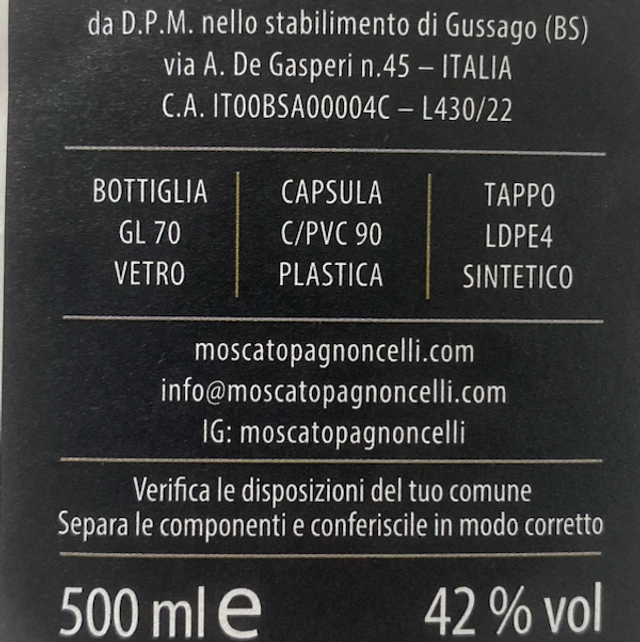 da D.P.M. nello stabilimento di Gussago (BS)
via A. De Gasperi n.45 – ITALIA
C.A. IT00BSA00004C – L430/22
BOTTIGLIA
GL 70
VETRO
CAPSULA
C/PVC 90
PLASTICA
TAPPO
LDPE4
SINTETICO
moscatopagnoncelli.com
info@moscatopagnoncelli.com
IG: moscatopagnoncelli
Verifica le disposizioni del tuo comune
Separa le componenti e conferiscile in modo corretto
500 ml e 42 % vol